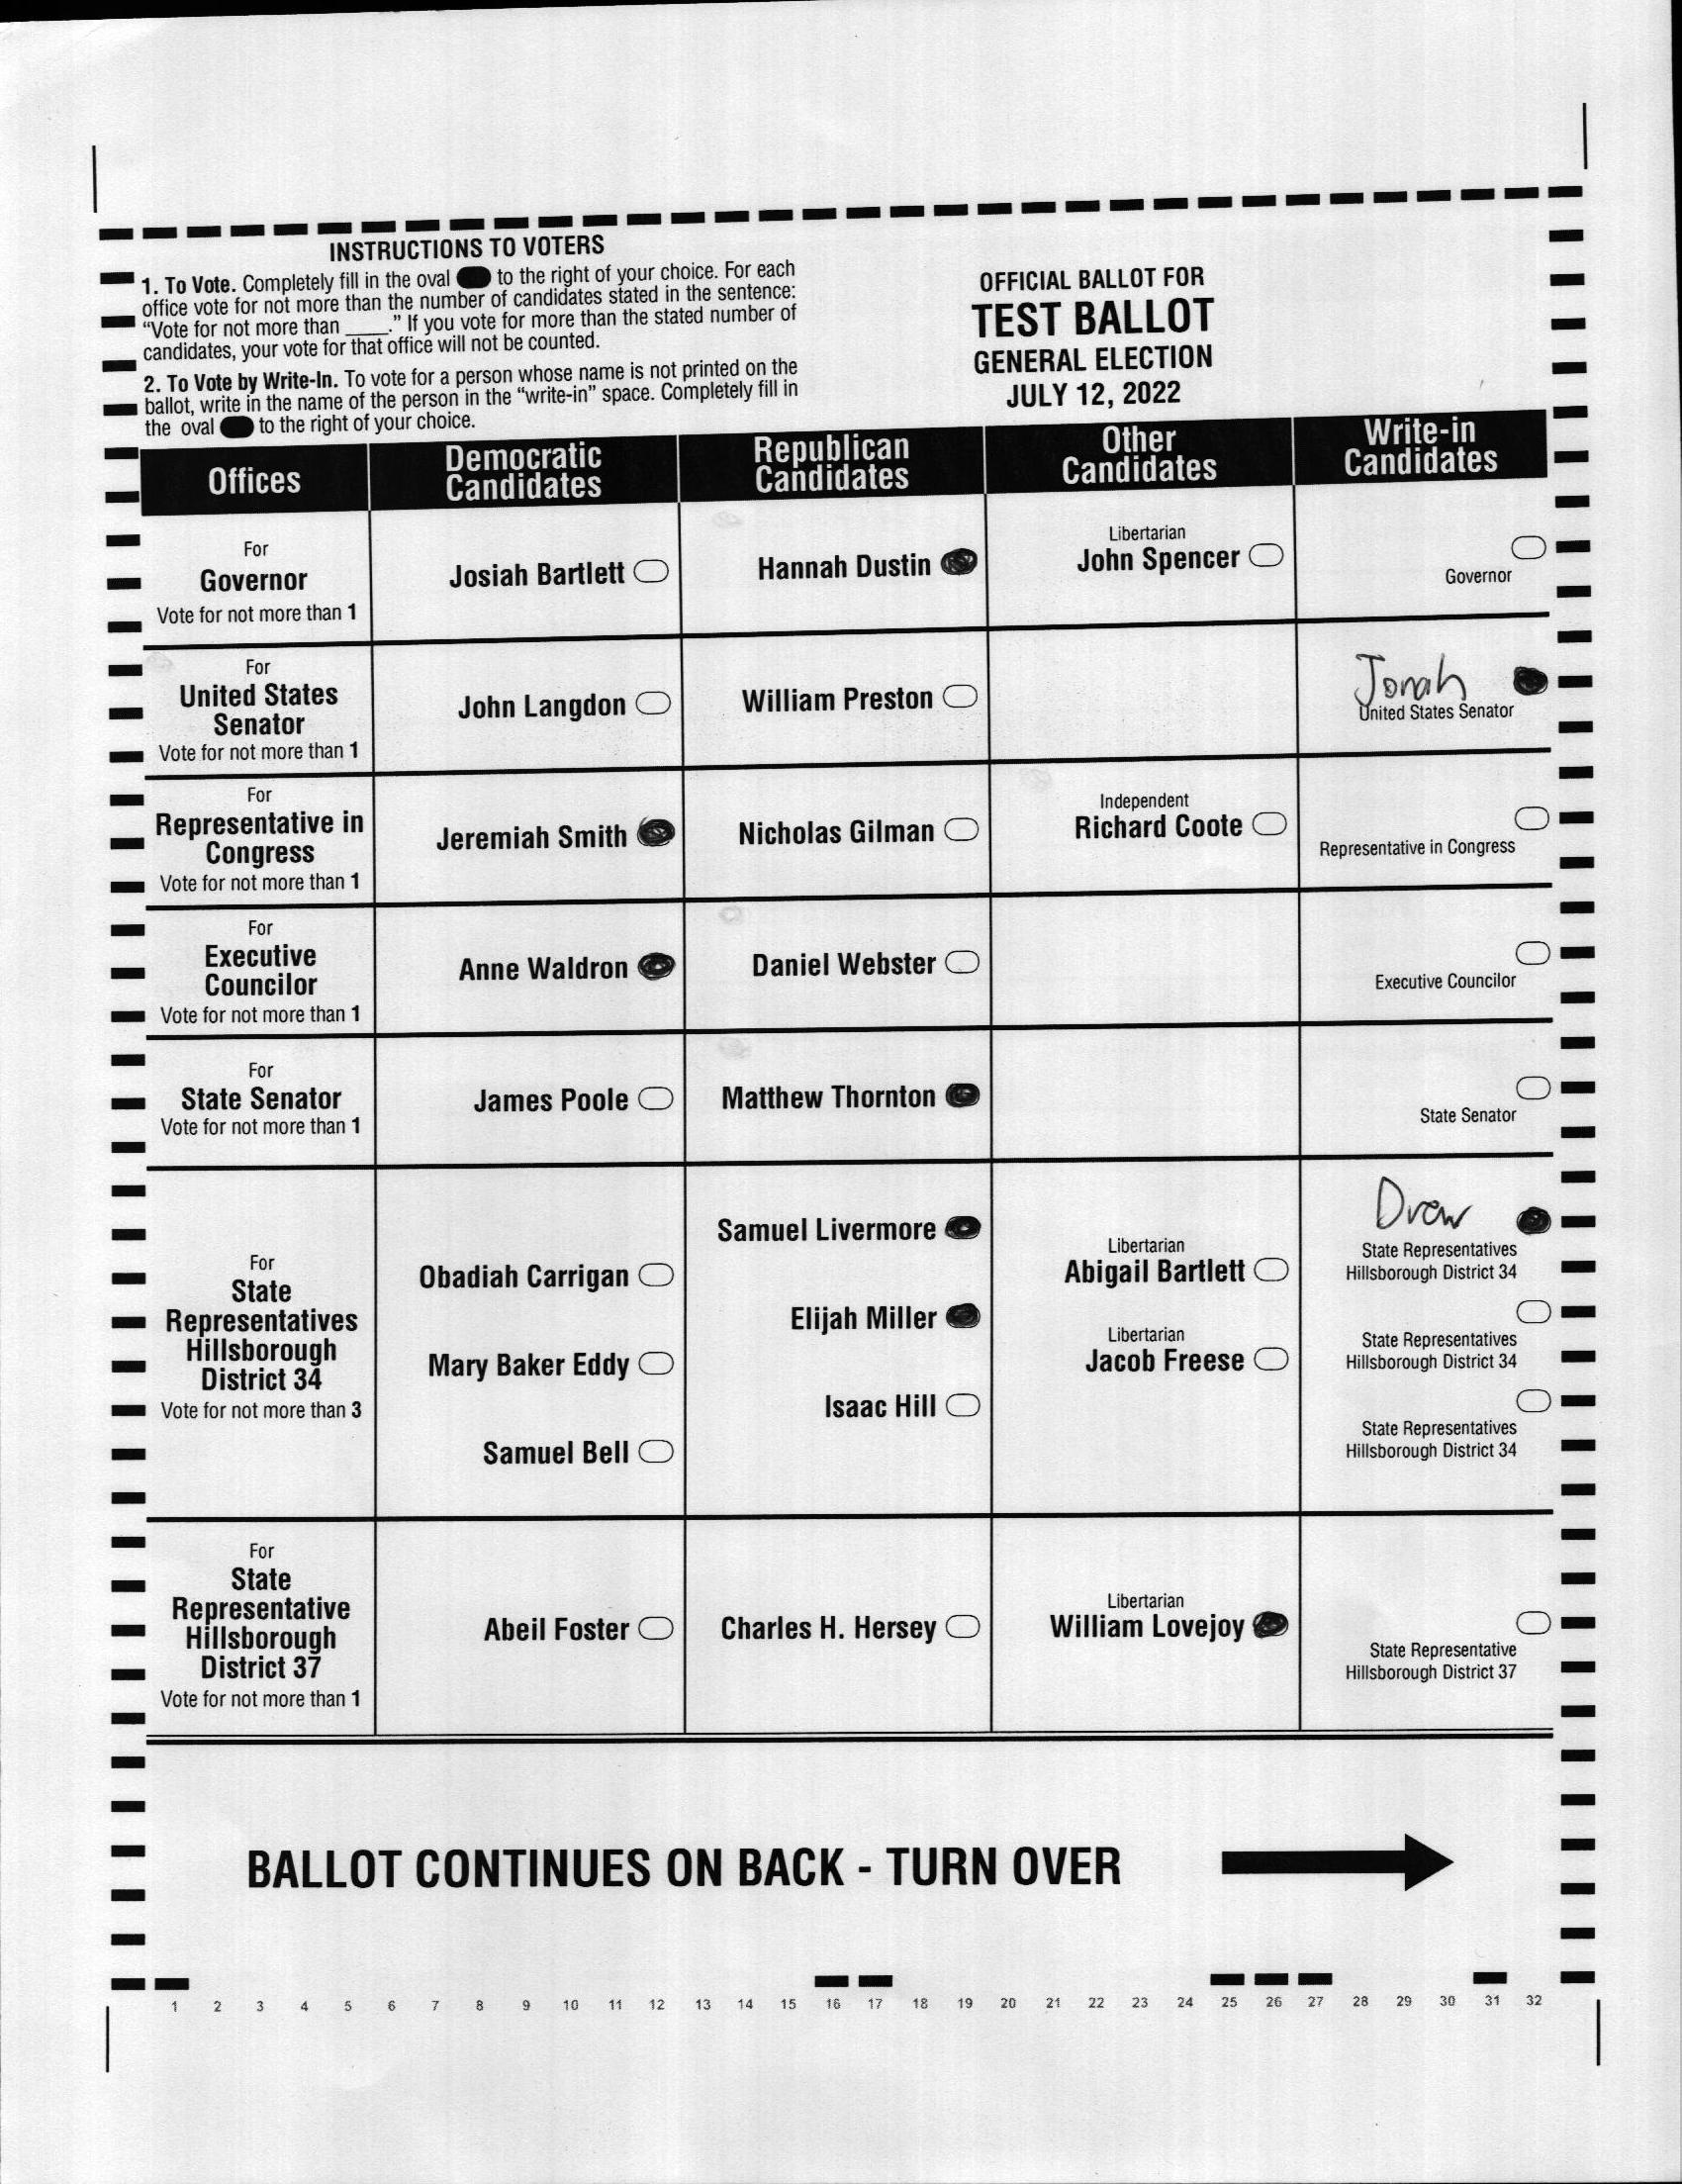 INSTRUCTIONS TO VOTERS
1. To Vote. Completely fill in the oval to the right of your choice. For each
office vote for not more than the number of candidates stated in the sentence:
“Vote for not more than ____.” If you vote for more than the stated number of
candidates, your vote for that office will not be counted.
2. To Vote by Write-In. To vote for a person whose name is not printed on the
ballot, write in the name of the person in the “write-in” space. Completely fill in
the oval to the right of your choice.
OFFICIAL BALLOT FOR
TEST BALLOT
GENERAL ELECTION
JULY 12, 2022
Offices
Democratic
Candidates
Republican
Candidates
Other
Candidates
Write-in
Candidates
For
Governor
Vote for not more than 1
Josiah Bartlett
Hannah Dustin
Libertarian
John Spencer
Governor
For
United States
Senator
Vote for not more than 1
John Langdon
William Preston
Jonah
United States Senator
For
Representative in
Congress
Vote for not more than 1
Jeremiah Smith
Nicholas Gilman
Independent
Richard Coote
Representative in Congress
For
Executive
Councilor
Vote for not more than 1
Anne Waldron
Daniel Webster
Executive Councilor
For
State Senator
Vote for not more than 1
James Poole
Matthew Thornton
State Senator
For
State
Representatives
Hillsborough
District 34
Vote for not more than 3
Obadiah Carrigan
Mary Baker Eddy
Samuel Bell
Samuel Livermore
Elijah Miller
Isaac Hill
Libertarian
Abigail Bartlett
Libertarian
Jacob Freese
Drew
State Representatives
Hillsborough District 34
State Representatives
Hillsborough District 34
State Representatives
Hillsborough District 34
For
State
Representative
Hillsborough
District 37
Vote for not more than 1
Abeil Foster
Charles H. Hersey
Libertarian
William Lovejoy
State Representative
Hillsborough District 37
BALLOT CONTINUES ON BACK - TURN OVER
1 2 3 4 5 6 7 8 9 10 11 12 13 14 15 16 17 18 19 20 21 22 23 24 25 26 27 28 29 30 31 32